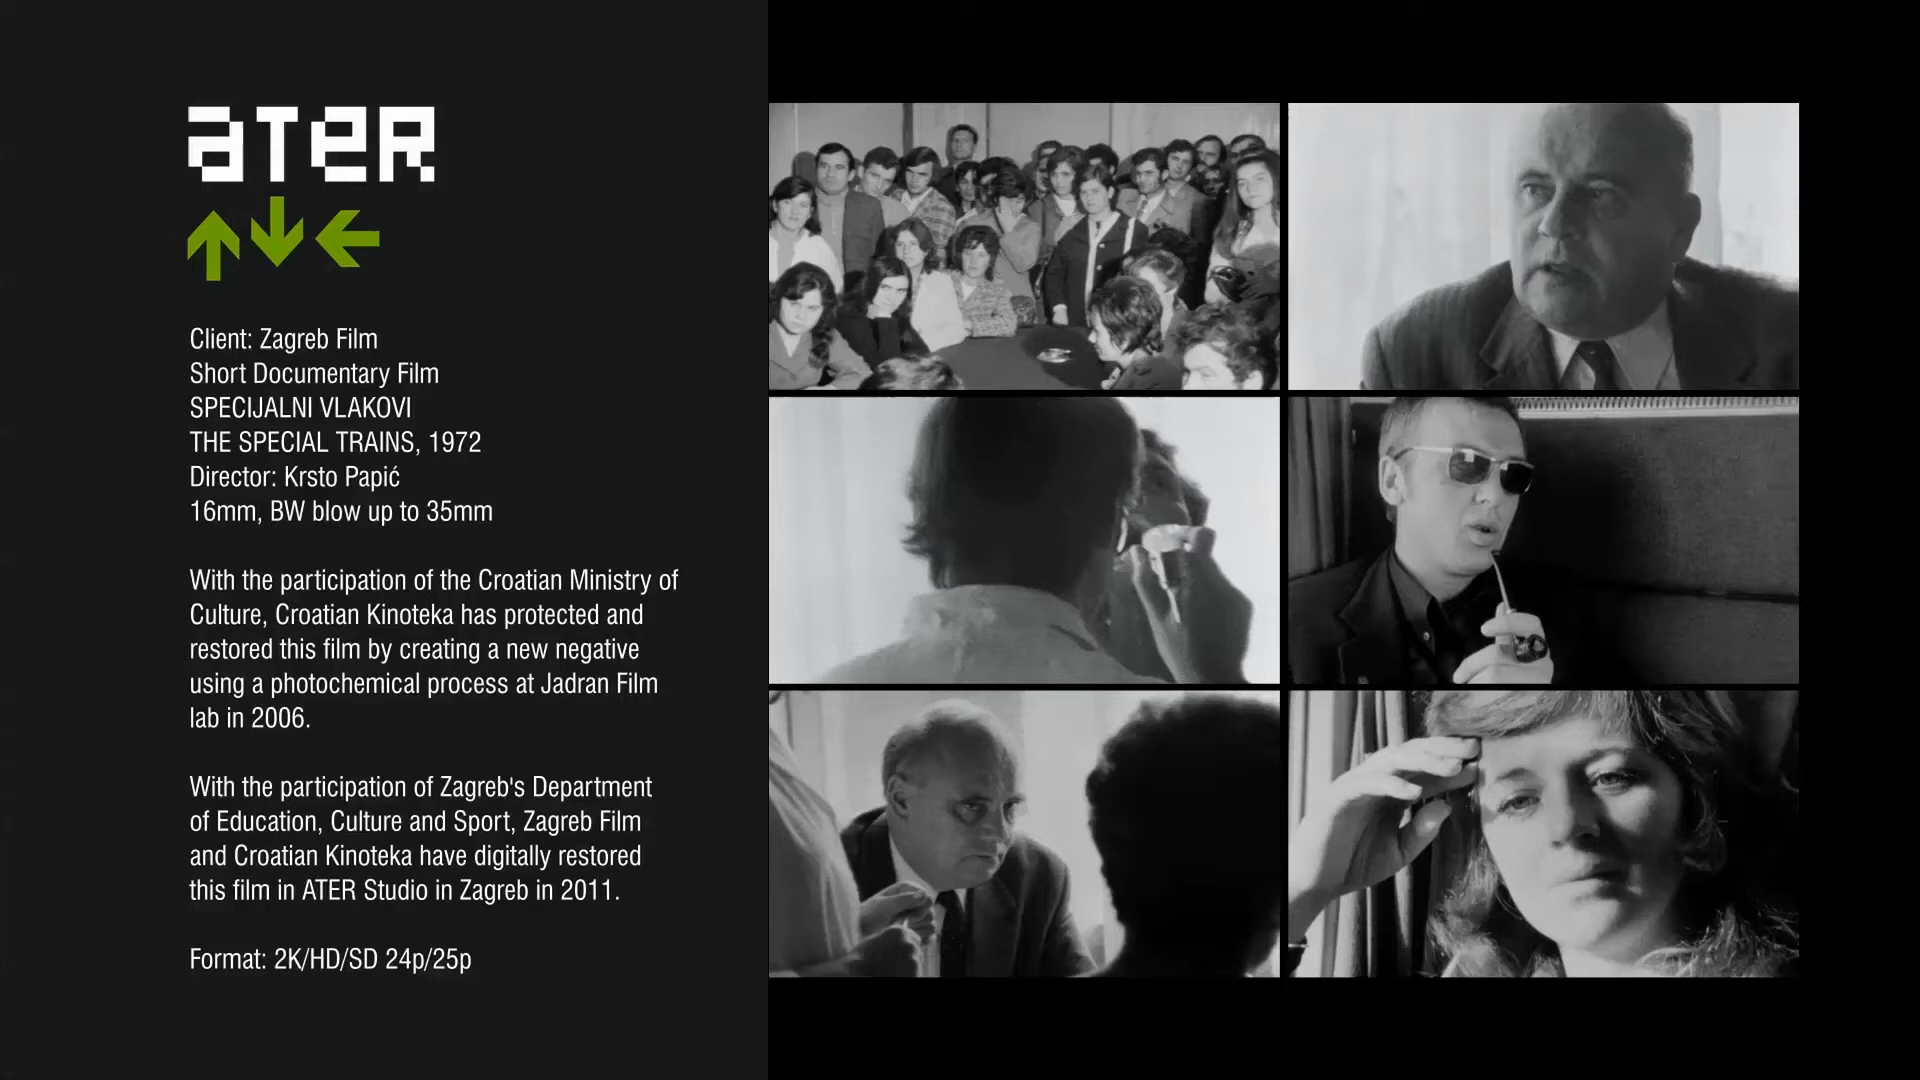 aTeR
Client: Zagreb Film
Short Documentary Film
SPECIJALNI VLAKOVI
THE SPECIAL TRAINS, 1972
Director: Krsto Papić
16mm, BW blow up to 35mm
With the participation of the Croatian Ministry of
Culture, Croatian Kinoteka has protected and
restored this film by creating a new negative
using a photochemical process at Jadran Film
lab in 2006.
With the participation of Zagreb's Department
of Education, Culture and Sport, Zagreb Film
and Croatian Kinoteka have digitally restored
this film in ATER Studio in Zagreb in 2011.
Format: 2K/HD/SD 24p/25p